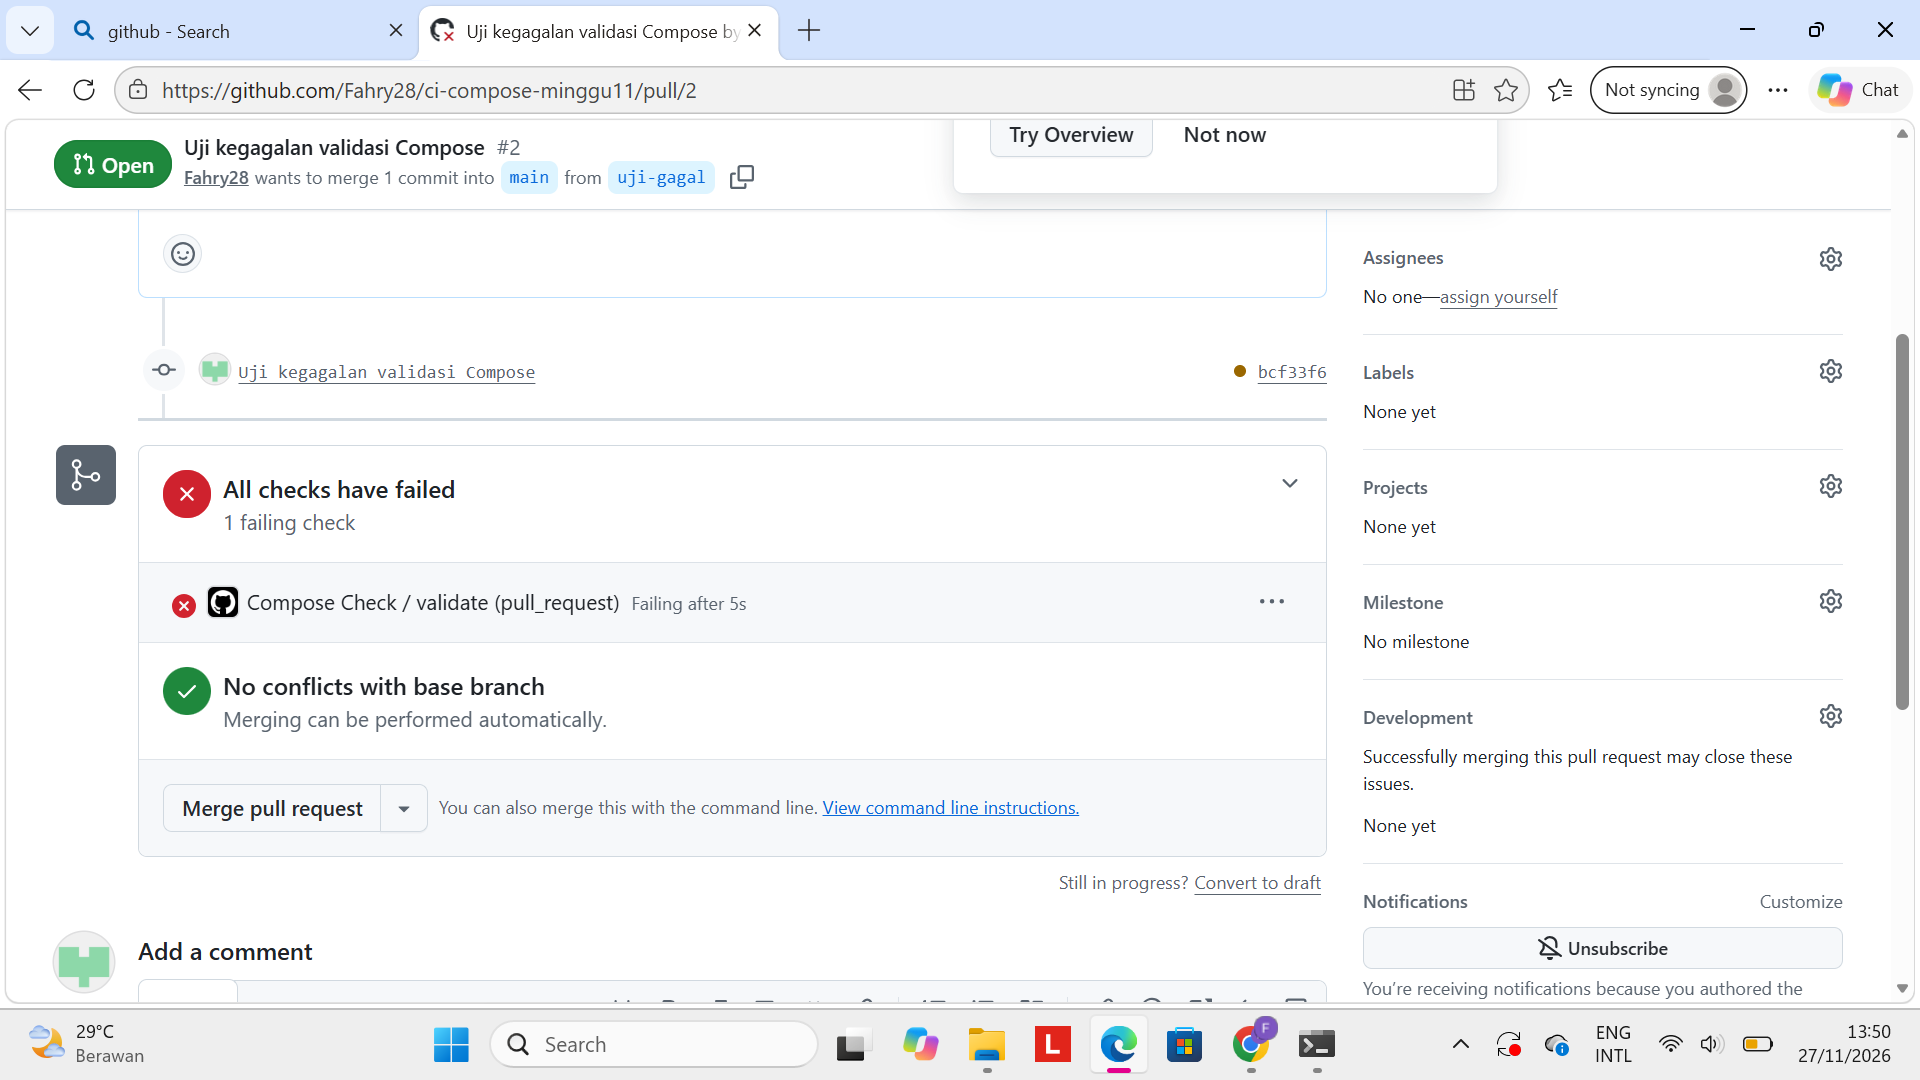 github - Search
Uji kegagalan validasi Compose by
https://github.com/Fahry28/ci-compose-minggu11/pull/2
Not syncing
Chat
Try Overview
Not now
Open
Uji kegagalan validasi Compose #2
Fahry28 wants to merge 1 commit into main from uji-gagal
Uji kegagalan validasi Compose
bcf33f6
All checks have failed
1 failing check
Compose Check / validate (pull_request) Failing after 5s
No conflicts with base branch
Merging can be performed automatically.
Merge pull request
You can also merge this with the command line. View command line instructions.
Still in progress? Convert to draft
Add a comment
Assignees
No one—assign yourself
Labels
None yet
Projects
None yet
Milestone
No milestone
Development
Successfully merging this pull request may close these
issues.
None yet
Notifications
Customize
Unsubscribe
You're receiving notifications because you authored the
29°C
Berawan
Search
L
F
ENG
INTL
13:50
27/11/2026